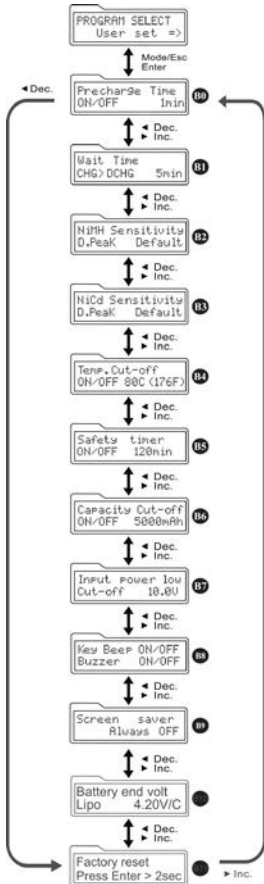 PROGRAM SELECT
User set =>
Mode/Esc
Enter
◄Dec.
Precharge Time
ON/OFF 1min
B0
◄ Dec.
► Inc.
Wait Time
CHG>DCHG 5min
B1
◄ Dec.
► Inc.
NiMH Sensitivity
D.PeaK Default
B2
◄ Dec.
► Inc.
NiCd Sensitivity
D.PeaK Default
B3
◄ Dec.
► Inc.
Temp.Cut-off
ON/OFF 80C(176F)
B4
◄ Dec.
► Inc.
Safety timer
ON/OFF 120min
B5
◄ Dec.
► Inc.
Capacity Cut-off
ON/OFF 5000mAh
B6
◄ Dec.
► Inc.
Input power low
Cut-off 10.0V
B7
◄ Dec.
► Inc.
Key Beep ON/OFF
Buzzer ON/OFF
B8
◄ Dec.
► Inc.
Screen saver
Always OFF
B9
◄ Dec.
► Inc.
Battery end volt
Lipo 4.20V/C
◄ Dec.
► Inc.
Factory reset
Press Enter > 2sec
► Inc.